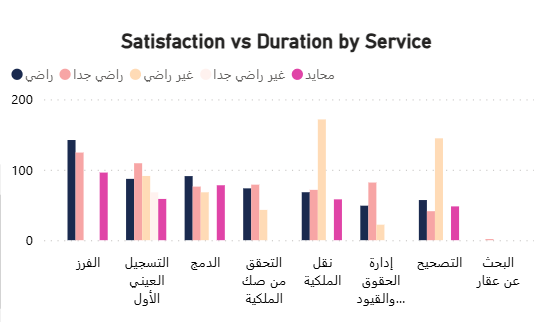 Satisfaction vs Duration by Service
راضي راضي جدا غير راضي غير راضي جدا محايد
200
100
0
الفرز
التسجيل
العيني
الأول
الدمج
التحقق
من صك
الملكية
نقل
الملكية
إدارة
الحقوق
والقيود...
التصحيح
البحث
عن عقار